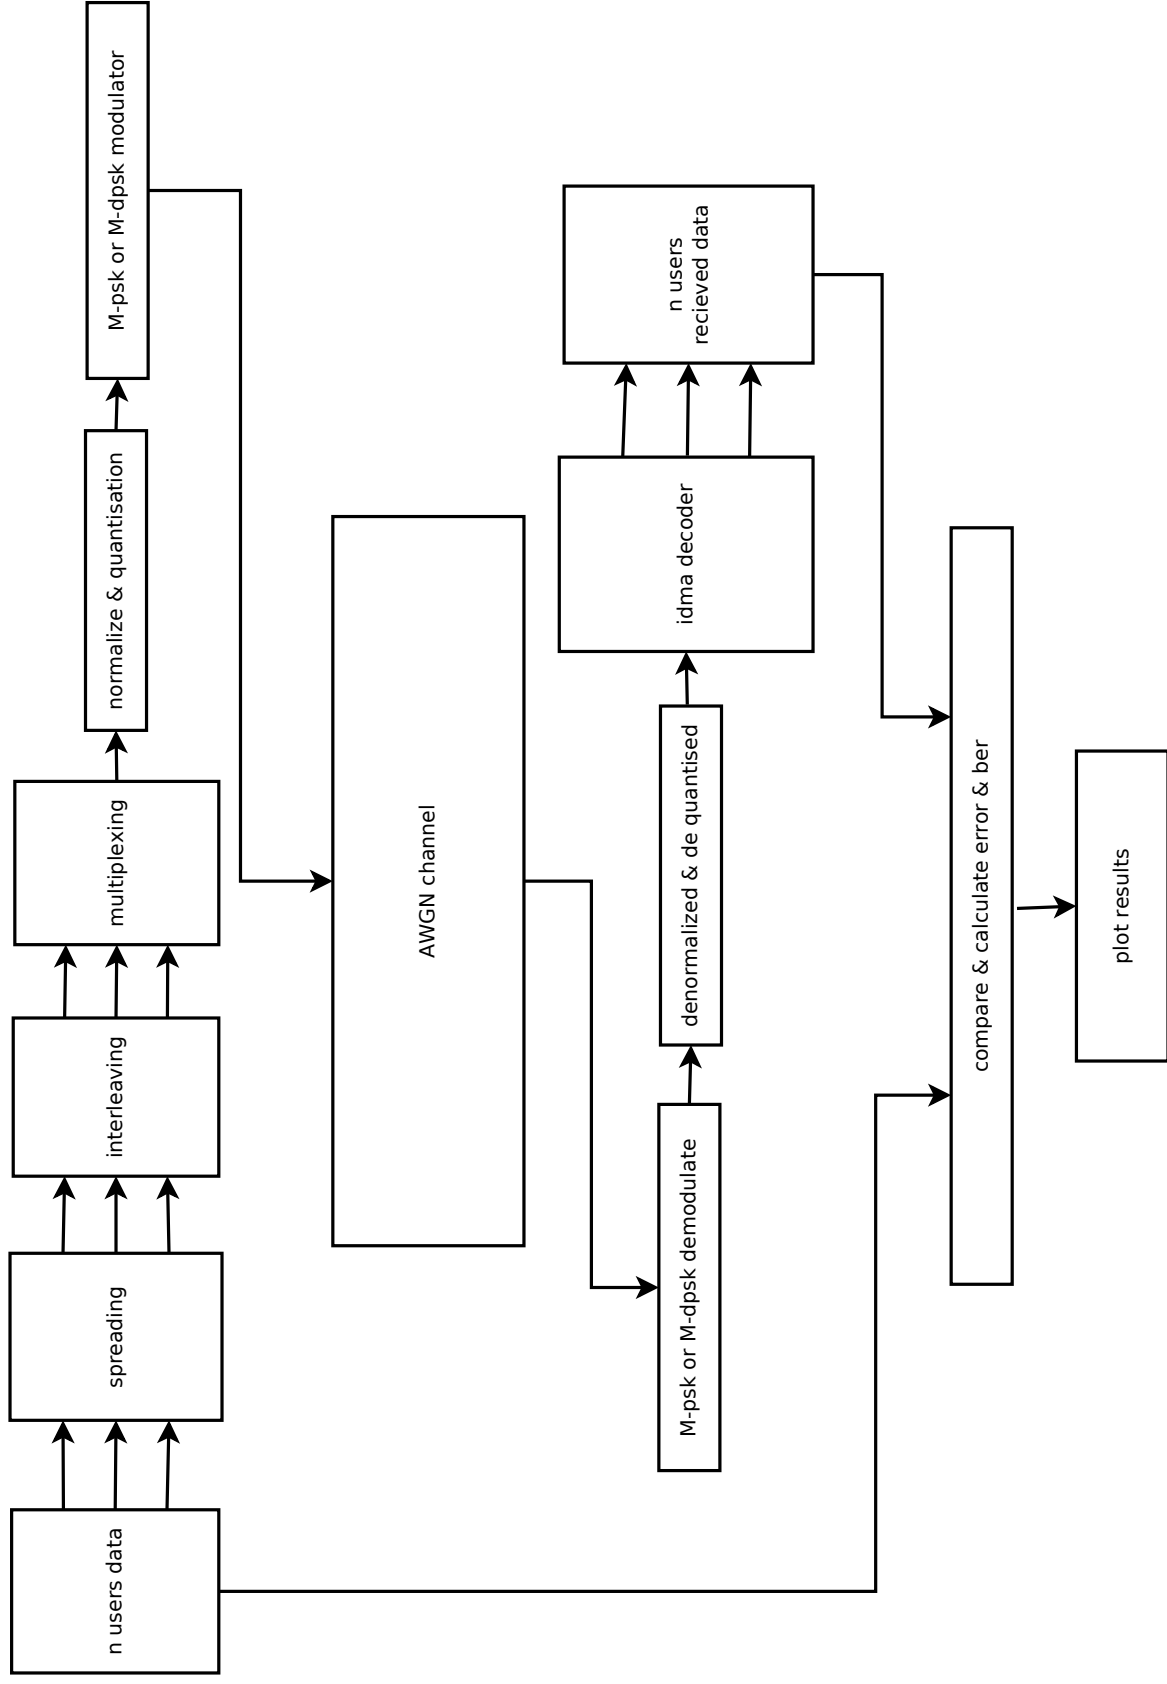 n users data
spreading
interleaving
multiplexing
normalize & quantisation
M-psk or M-dpsk modulator
AWGN channel
M-psk or M-dpsk demodulate
denormalized & de quantised
idma decoder
n users
recieved data
compare & calculate error & ber
plot results